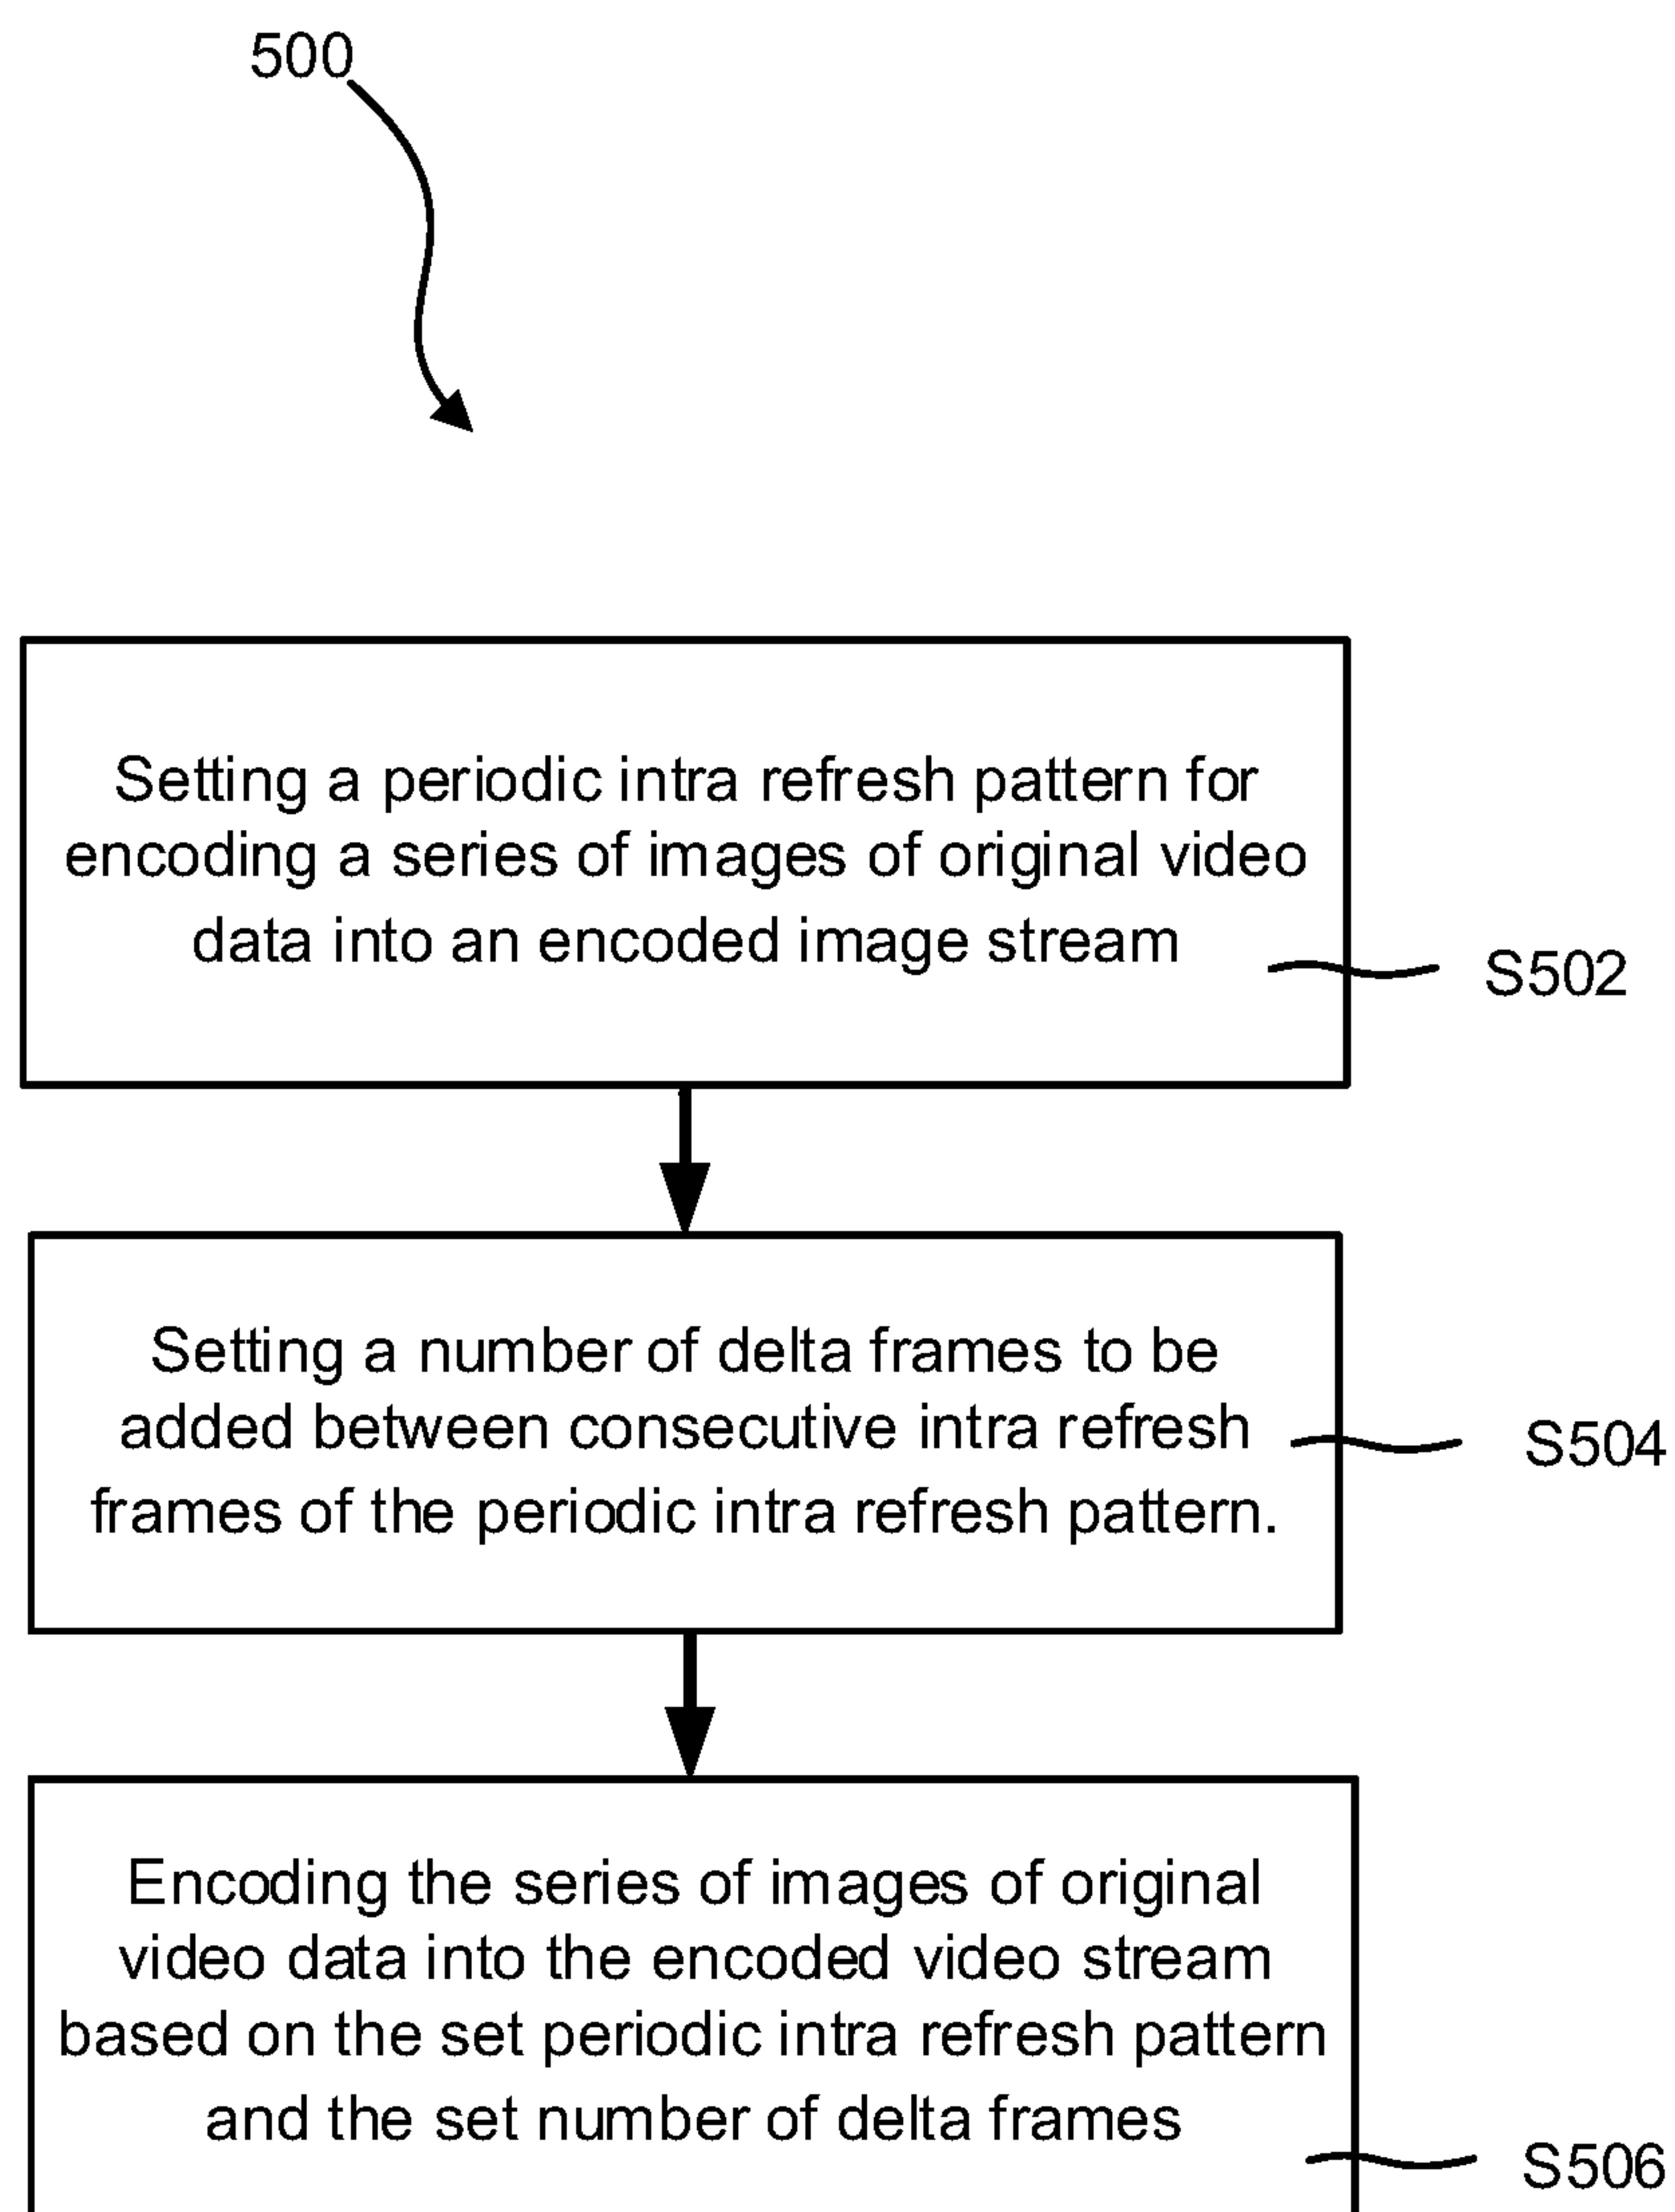 500
Setting a periodic intra refresh pattern for
encoding a series of images of original video
data into an encoded image stream
S502
Setting a number of delta frames to be
added between consecutive intra refresh
frames of the periodic intra refresh pattern.
S504
Encoding the series of images of original
video data into the encoded video stream
based on the set periodic intra refresh pattern
and the set number of delta frames
S506